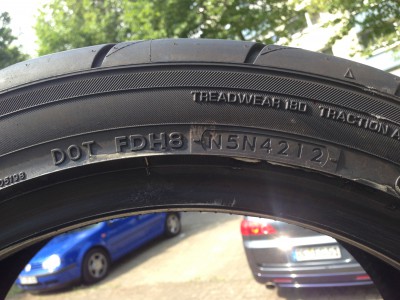 TREADWEAR 180 TRACTION A
DOT FDH8 N5N4212